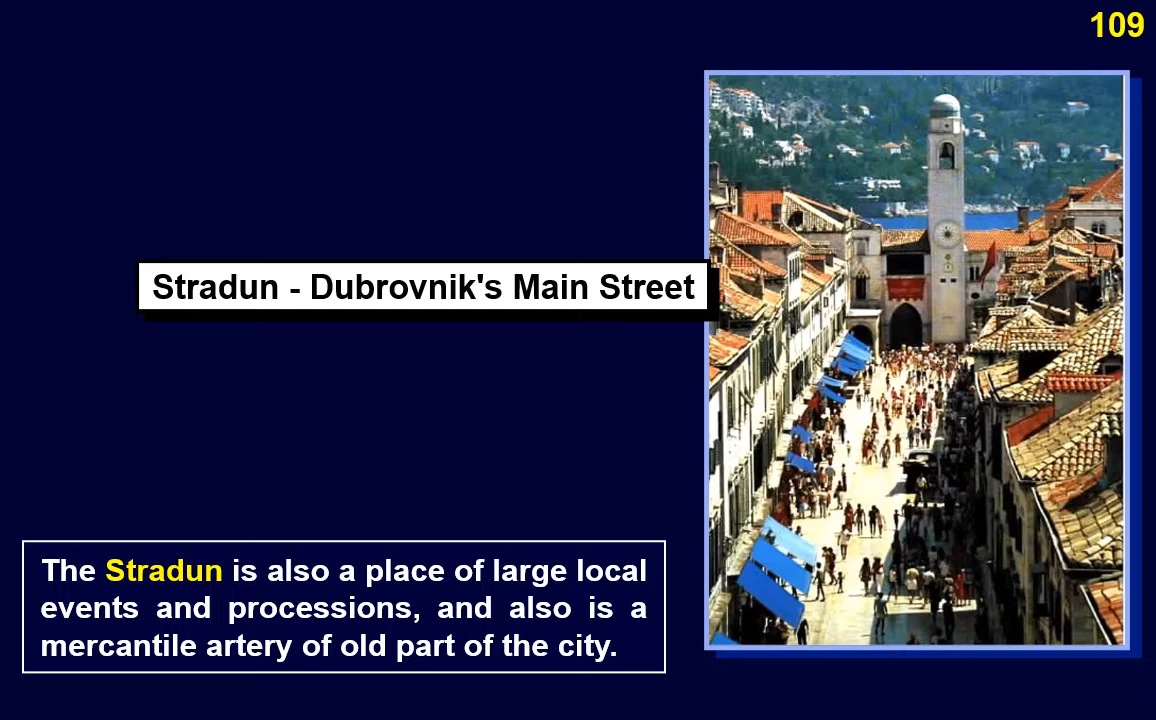 109
Stradun - Dubrovnik's Main Street
The Stradun is also a place of large local
events and processions, and also is a
mercantile artery of old part of the city.